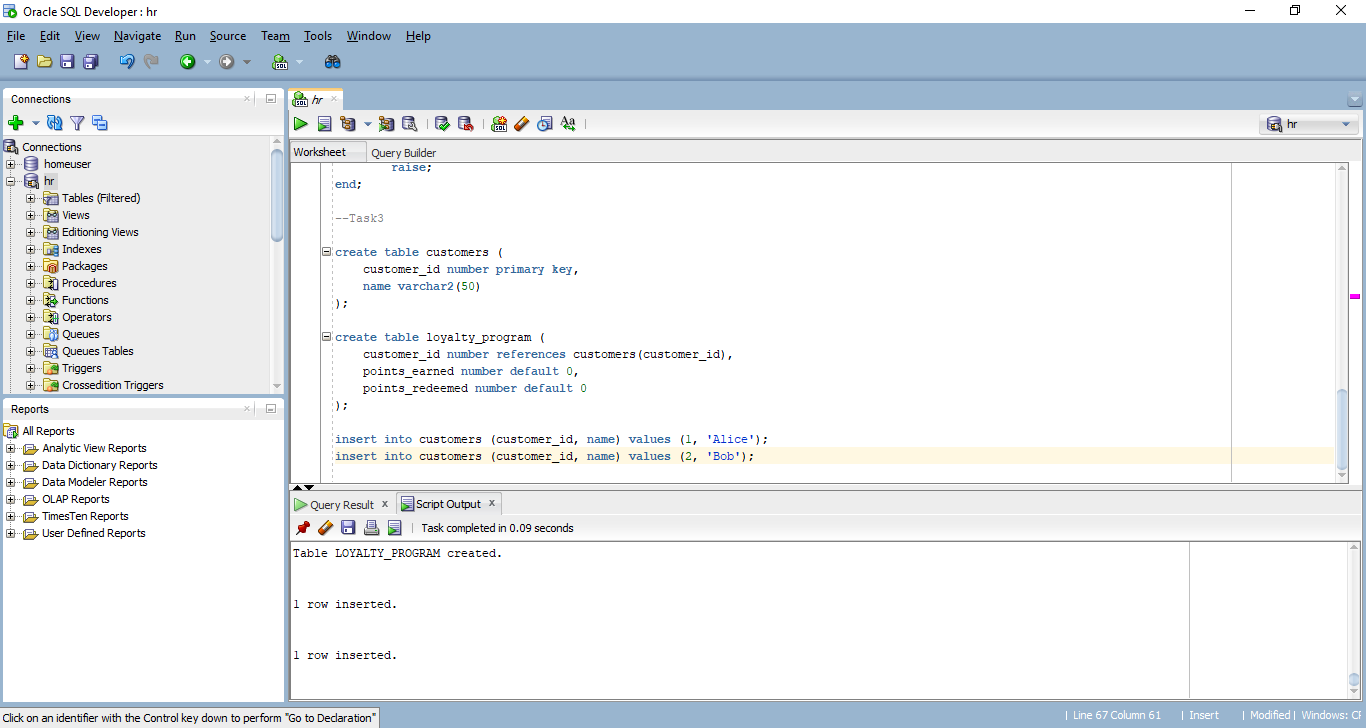 Oracle SQL Developer : hr
File Edit View Navigate Run Source Team Tools Window Help
Connections
Connections
homeuser
hr
Tables (Filtered)
Views
Editioning Views
Indexes
Packages
Procedures
Functions
Operators
Queues
Queues Tables
Triggers
Crossedition Triggers
Reports
All Reports
Analytic View Reports
Data Dictionary Reports
Data Modeler Reports
OLAP Reports
TimesTen Reports
User Defined Reports
hr
hr
Worksheet Query Builder
raise;
end;
--Task3
create table customers (
customer_id number primary key,
name varchar2(50)
);
create table loyalty_program (
customer_id number references customers(customer_id),
points_earned number default 0,
points_redeemed number default 0
);
insert into customers (customer_id, name) values (1, 'Alice');
insert into customers (customer_id, name) values (2, 'Bob');
Query Result x Script Output x
Task completed in 0.09 seconds
Table LOYALTY_PROGRAM created.
1 row inserted.
1 row inserted.
Click on an identifier with the Control key down to perform "Go to Declaration"
| Line 67 Column 61 | Insert | Modified | Windows: CF